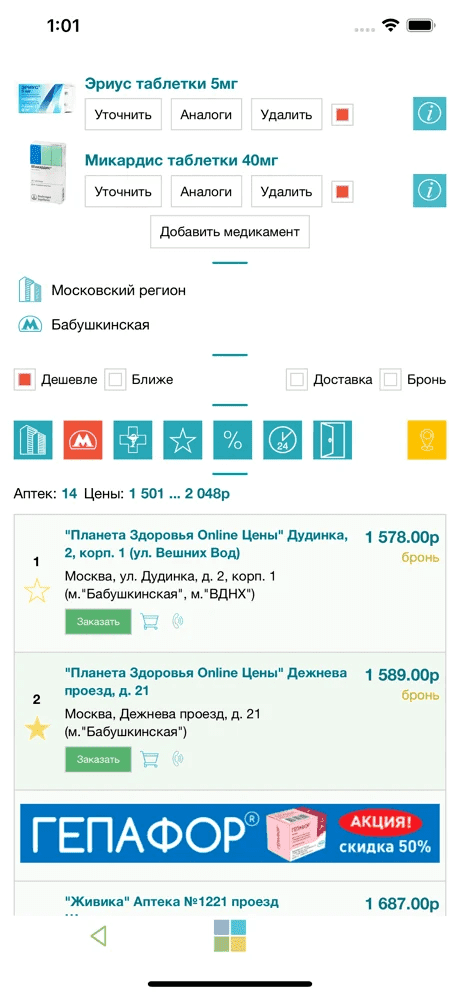 1:01
Эриус таблетки 5мг
Уточнить Аналоги Удалить
Микардис таблетки 40мг
Уточнить Аналоги Удалить
Добавить медикамент
Московский регион
Бабушкинская
Дешевле Ближе Доставка Бронь
% 24
Аптек: 14 Цены: 1 501 ... 2 048р
"Планета Здоровья Online Цены" Дудинка, 1 578.00р
2, корп. 1 (ул. Вешних Вод) бронь
1 Москва, ул. Дудинка, д. 2, корп. 1
(м."Бабушкинская", м."ВДНХ")
Заказать
"Планета Здоровья Online Цены" Дежнева 1 589.00р
проезд, д. 21 бронь
2 Москва, Дежнева проезд, д. 21
(м."Бабушкинская")
Заказать
ГЕПАФОР® АКЦИЯ!
скидка 50%
"Живика" Аптека №1221 проезд 1 687.00р